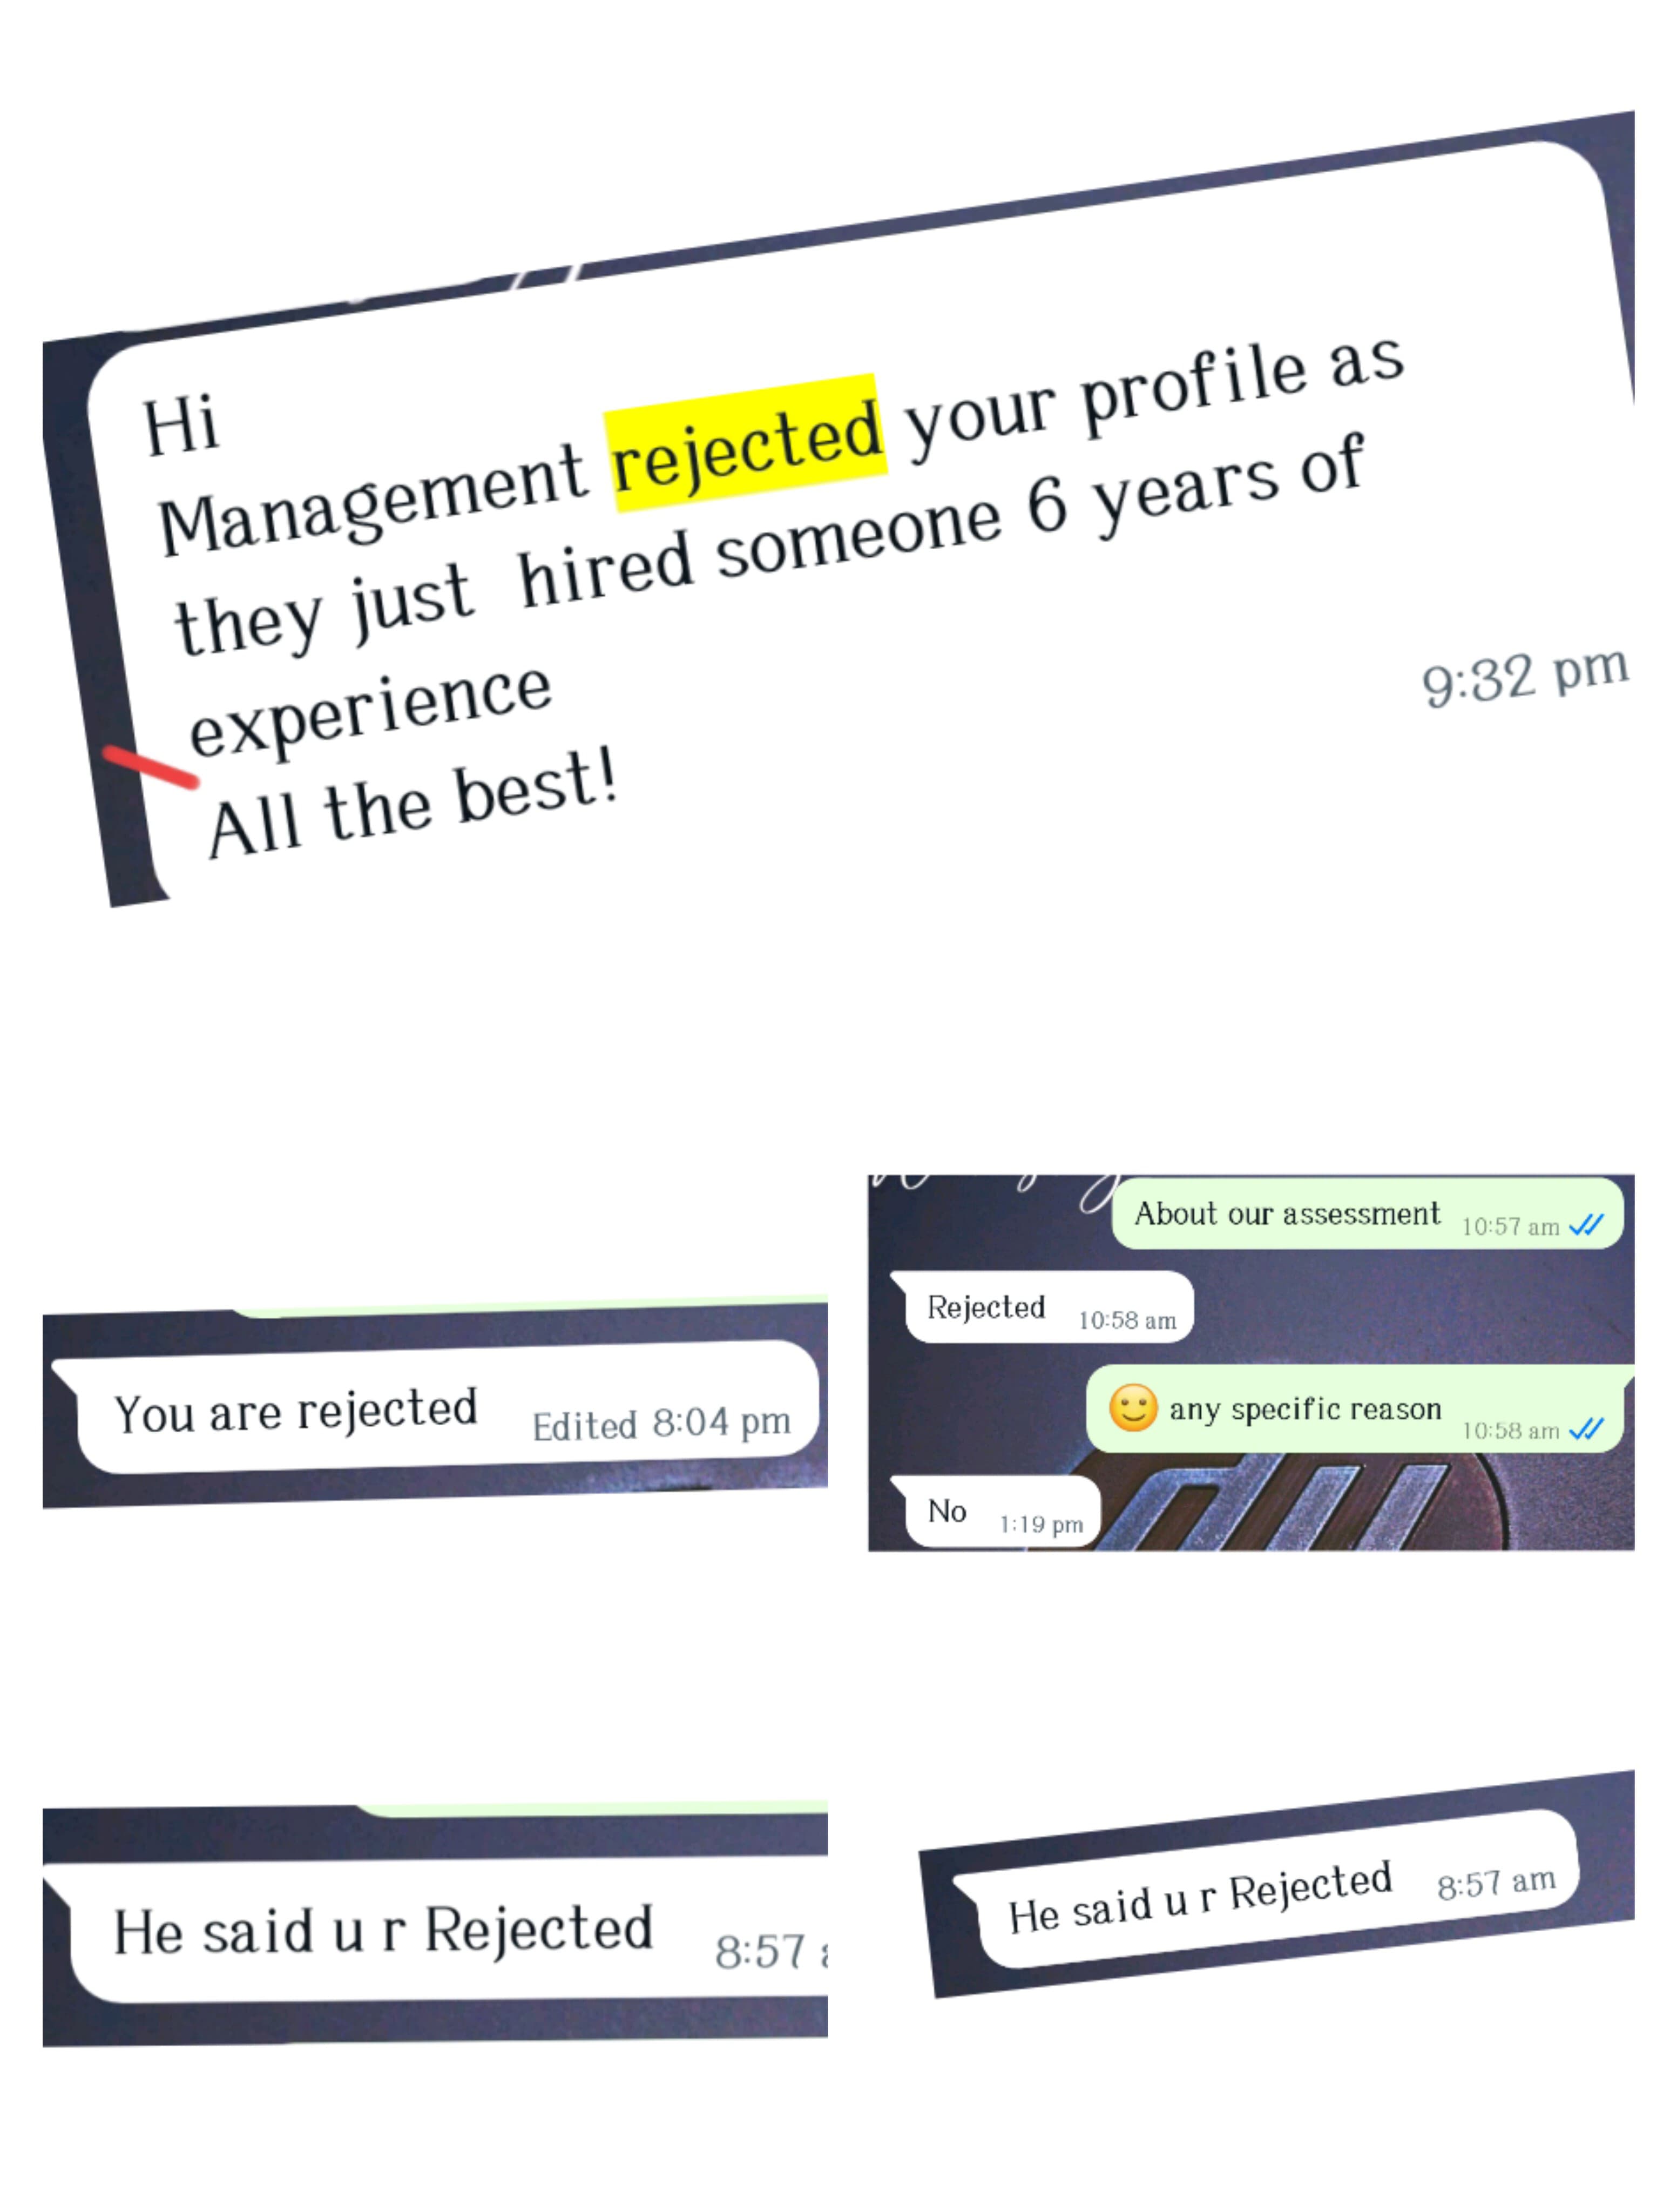 Hi
Management rejected your profile as
they just  hired someone 6 years of
experience
All the best!
9:32 pm
You are rejected Edited 8:04 pm
About our assessment 10:57 am
Rejected 10:58 am
🙂 any specific reason 10:58 am
No 1:19 pm
He said u r Rejected 8:57
He said u r Rejected 8:57 am